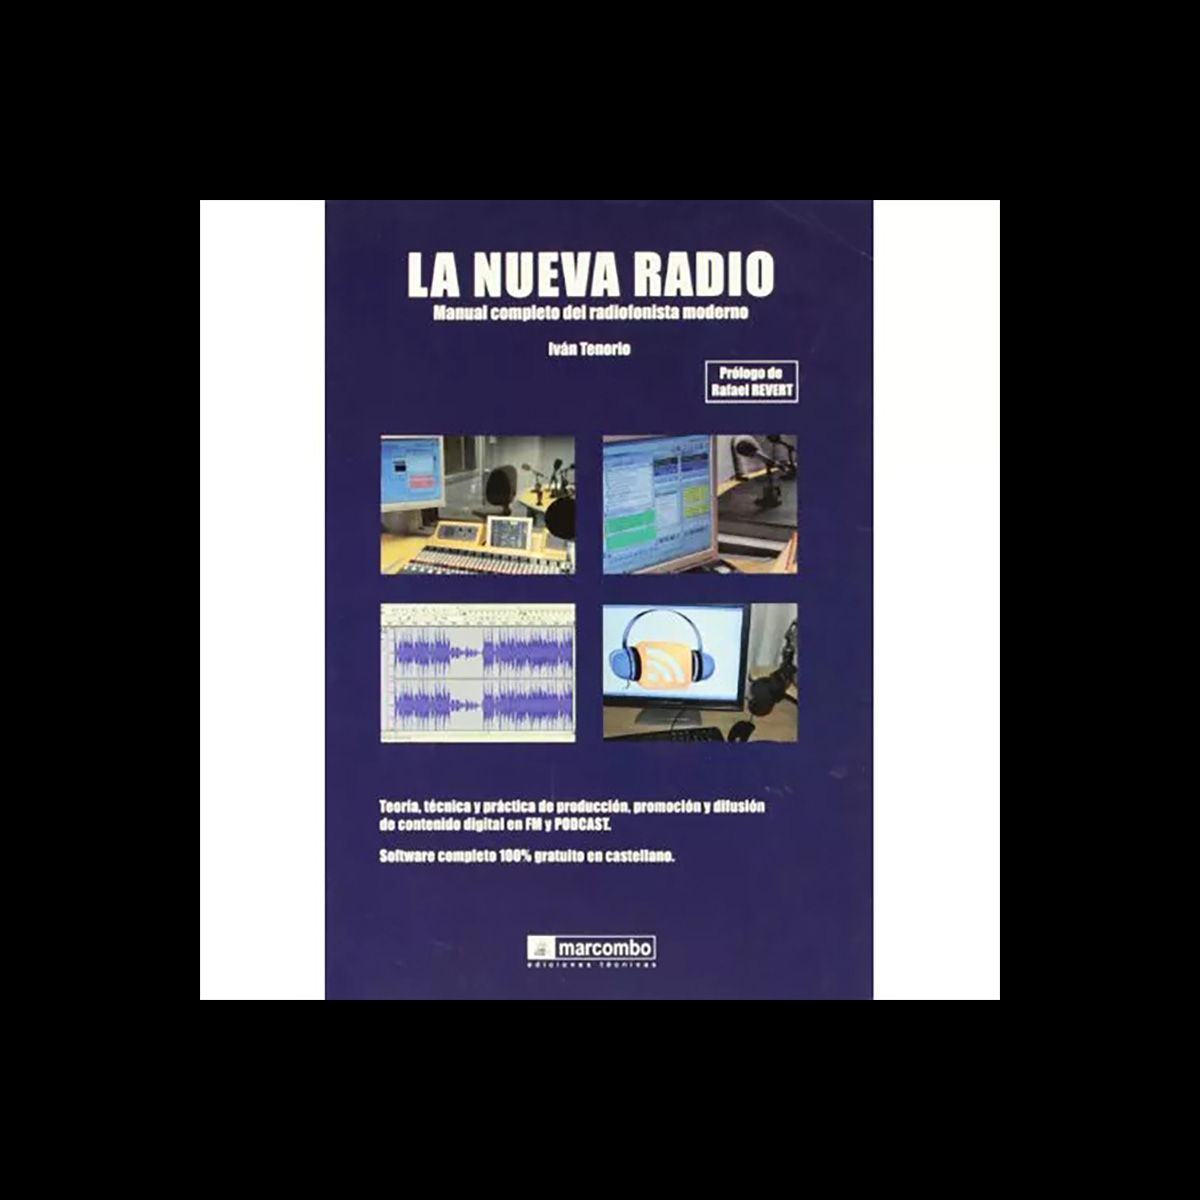 LA NUEVA RADIO
Manual completo del radiofonista moderno
Iván Tenorio
Prólogo de
Rafael REVERT
Teoría, técnica y práctica de producción, promoción y difusión
de contenido digital en FM y PODCAST.
Software completo 100% gratuito en castellano.
marcombo
ediciones técnicas